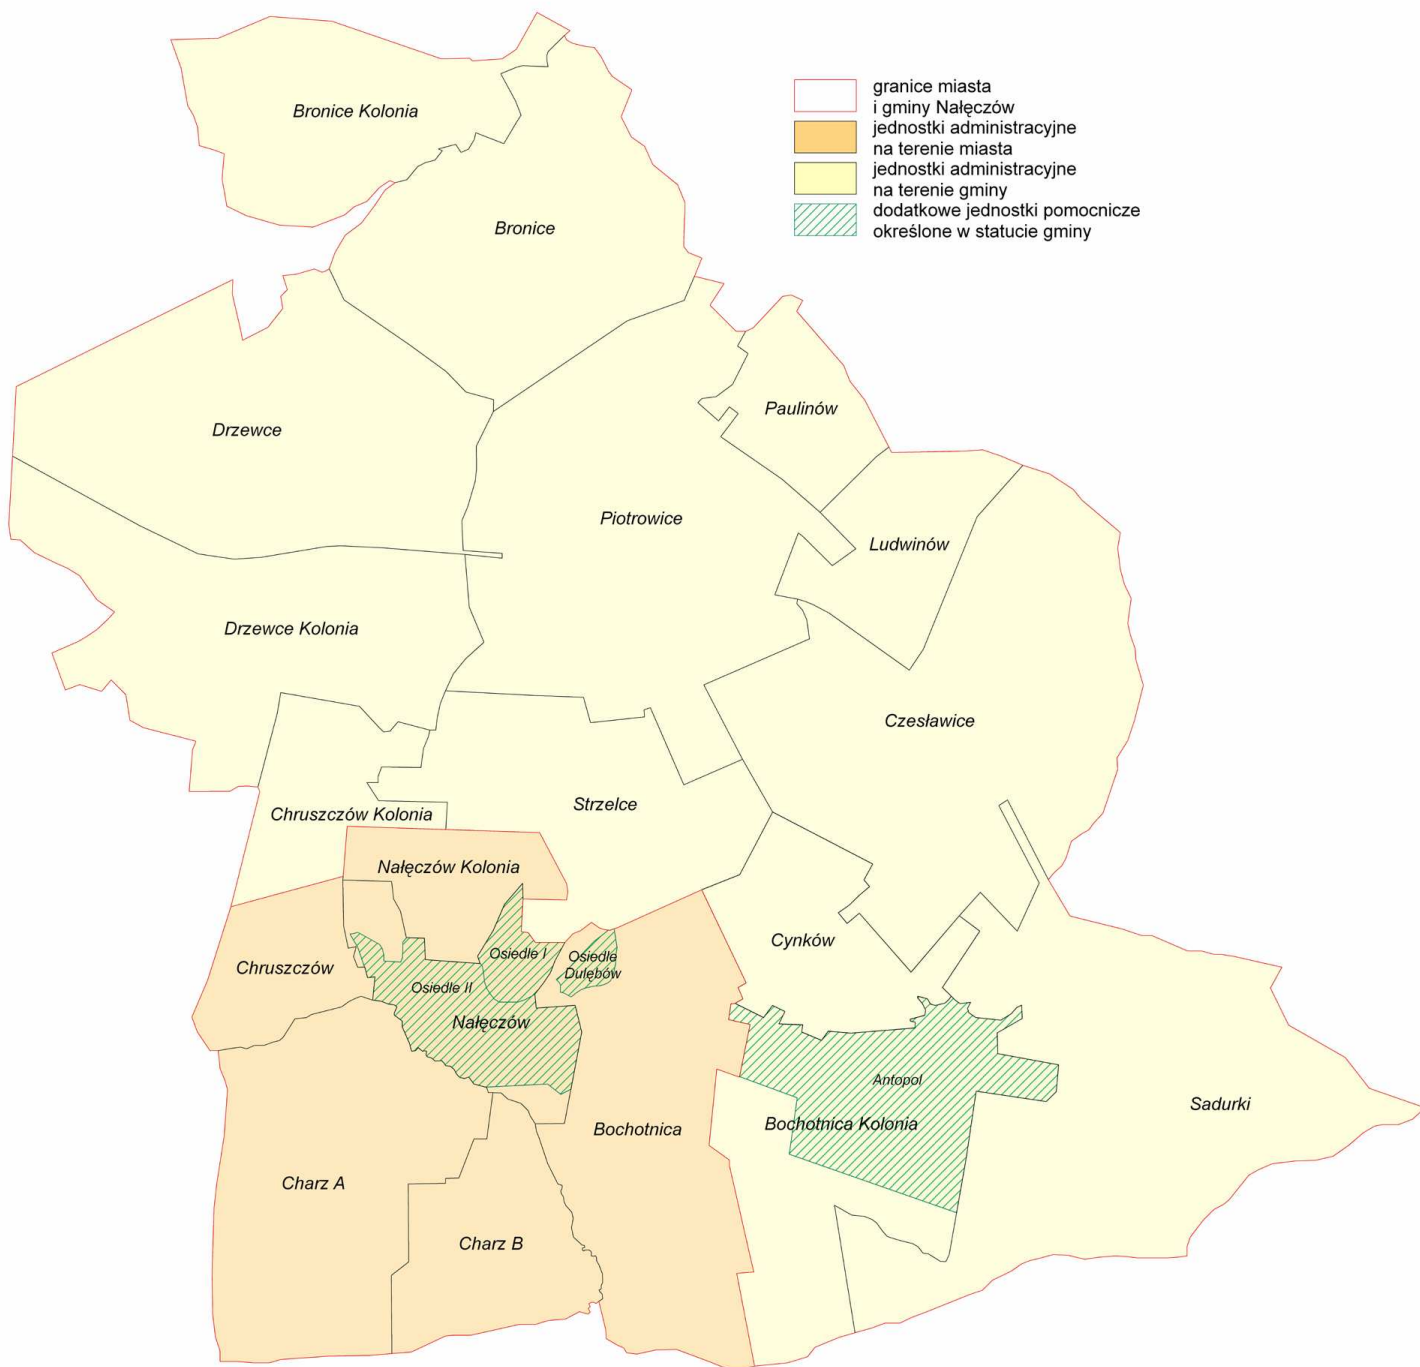 granice miasta
i gminy Nałęczów
jednostki administracyjne
na terenie miasta
jednostki administracyjne
na terenie gminy
dodatkowe jednostki pomocnicze
określone w statucie gminy
Bronice Kolonia
Bronice
Paulinów
Drzewce
Piotrowice
Ludwinów
Drzewce Kolonia
Czesławice
Strzelce
Chruszczów Kolonia
Nałęczów Kolonia
Cynków
Osiedle I
Osiedle
Dulębów
Chruszczów
Osiedle II
Nałęczów
Antopol
Sadurki
Bochotnica Kolonia
Bochotnica
Charz A
Charz B